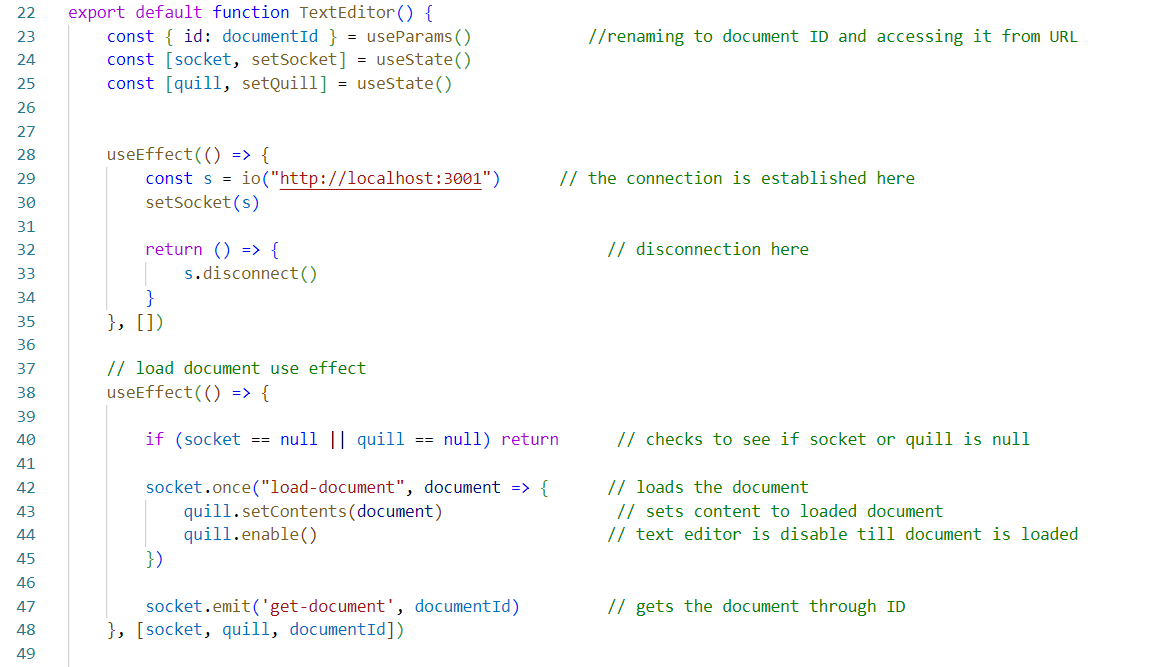 22 export default function TextEditor() {
23 const { id: documentId } = useParams() //renaming to document ID and accessing it from URL
24 const [socket, setSocket] = useState()
25 const [quill, setQuill] = useState()
26
27
28 useEffect(() => {
29 const s = io("http://localhost:3001") // the connection is established here
30 setSocket(s)
31
32 return () => { // disconnection here
33 s.disconnect()
34 }
35 }, [])
36
37 // load document use effect
38 useEffect(() => {
39
40 if (socket == null || quill == null) return // checks to see if socket or quill is null
41
42 socket.once("load-document", document => { // loads the document
43 quill.setContents(document) // sets content to loaded document
44 quill.enable() // text editor is disable till document is loaded
45 })
46
47 socket.emit('get-document', documentId) // gets the document through ID
48 }, [socket, quill, documentId])
49